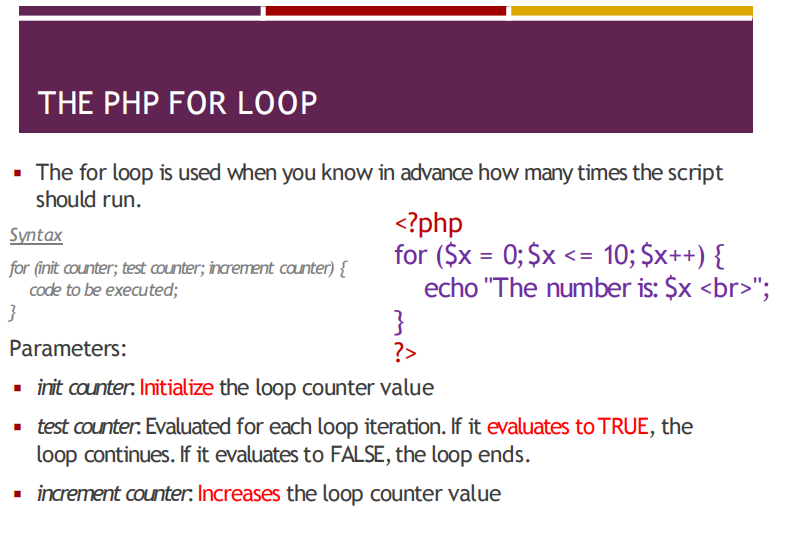 THE PHP FOR LOOP
▪ The for loop is used when you know in advance how many times the script
should run.
Syntax
for (init counter; test counter; increment counter) {
code to be executed;
}
<?php
for ($x = 0; $x <= 10; $x++) {
echo "The number is: $x <br>";
}
?>
Parameters:
▪ init counter: Initialize the loop counter value
▪ test counter: Evaluated for each loop iteration. If it evaluates to TRUE, the
loop continues. If it evaluates to FALSE, the loop ends.
▪ increment counter: Increases the loop counter value